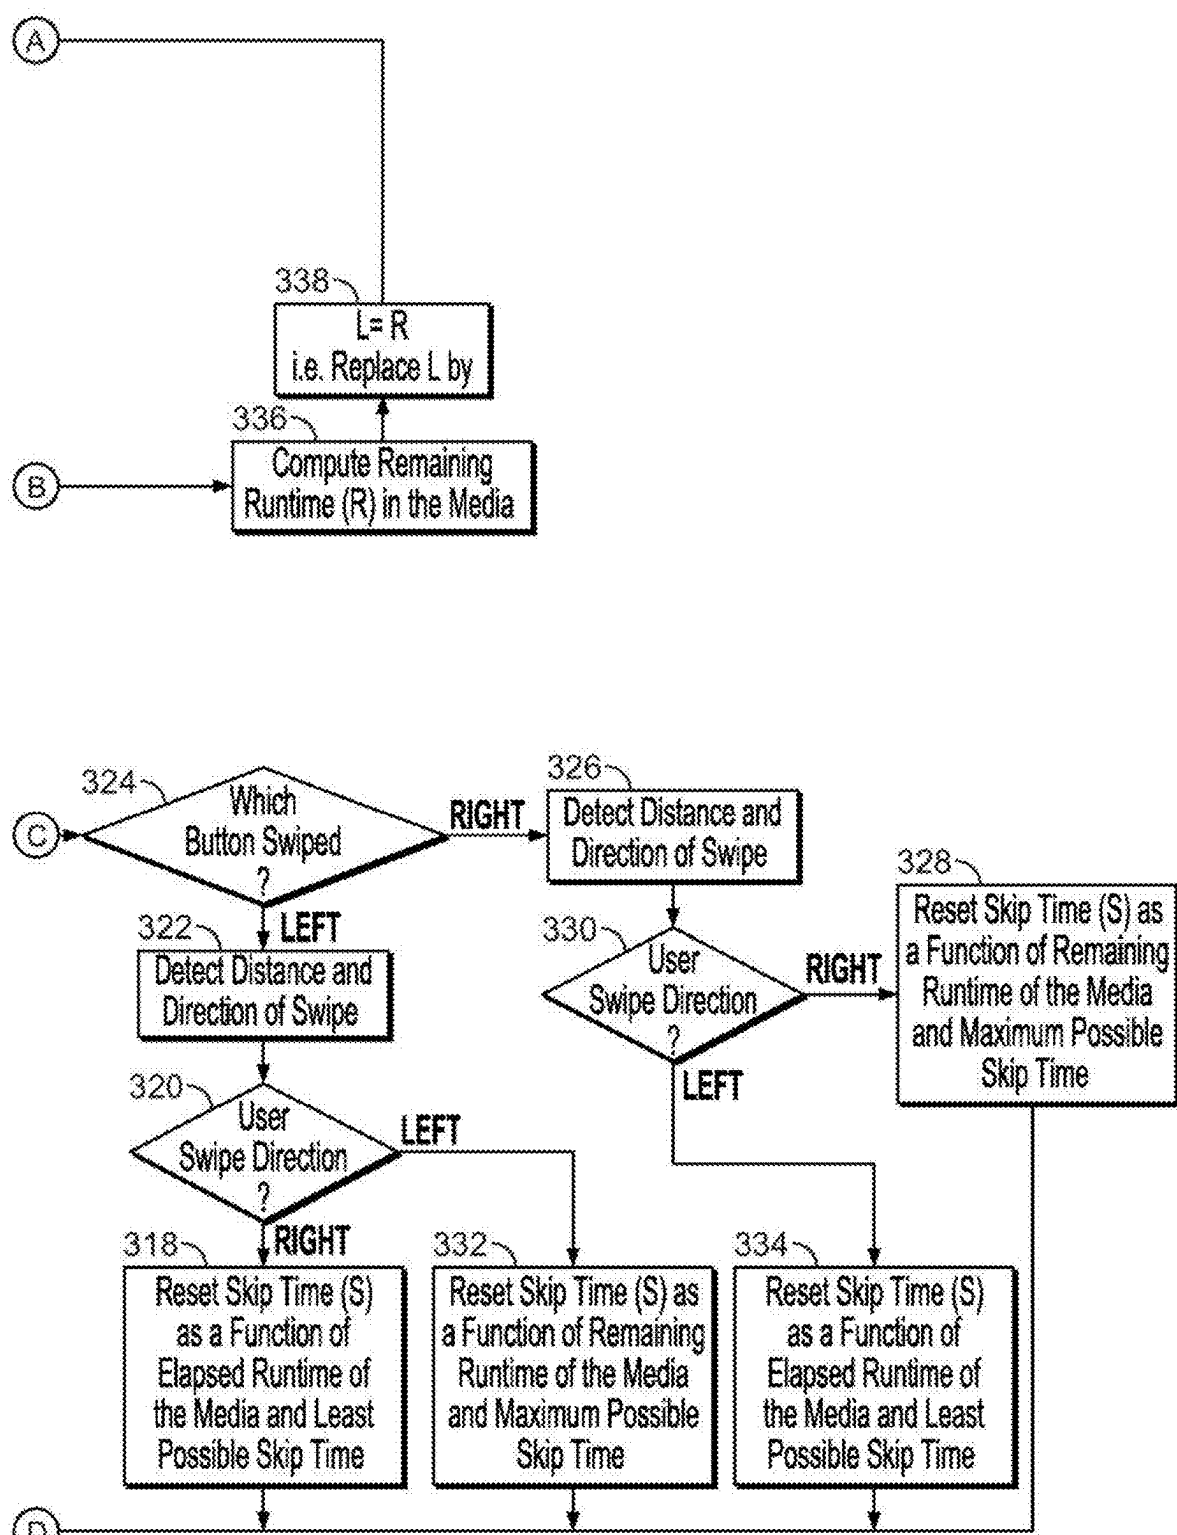 A
338
L= R
i.e. Replace L by
336
Compute Remaining
Runtime (R) in the Media
B
324
Which
Button Swiped
?
C
RIGHT
LEFT
326
Detect Distance and
Direction of Swipe
322
Detect Distance and
Direction of Swipe
330
User
Swipe Direction
?
RIGHT
LEFT
328
Reset Skip Time (S) as
a Function of Remaining
Runtime of the Media
and Maximum Possible
Skip Time
320
User
Swipe Direction
?
LEFT
RIGHT
318
Reset Skip Time (S)
as a Function of
Elapsed Runtime of
the Media and Least
Possible Skip Time
332
Reset Skip Time (S) as
a Function of Remaining
Runtime of the Media
and Maximum Possible
Skip Time
334
Reset Skip Time (S)
as a Function of
Elapsed Runtime of
the Media and Least
Possible Skip Time
D